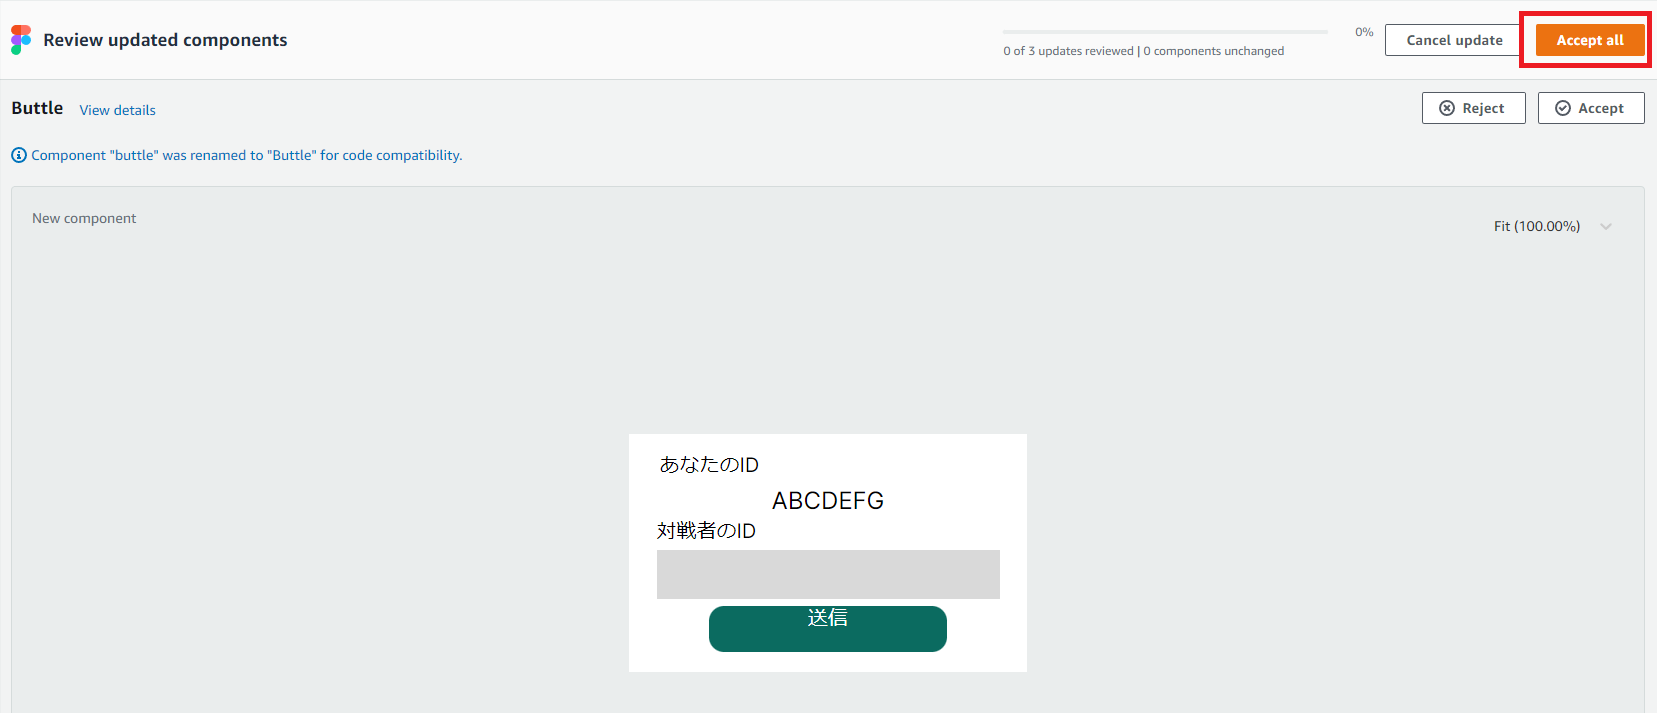 Review updated components
0%
0 of 3 updates reviewed | 0 components unchanged
Cancel update
Accept all
Buttle
View details
Reject
Accept
Component "buttle" was renamed to "Buttle" for code compatibility.
New component
Fit (100.00%)
あなたのID
ABCDEFG
対戦者のID
送信